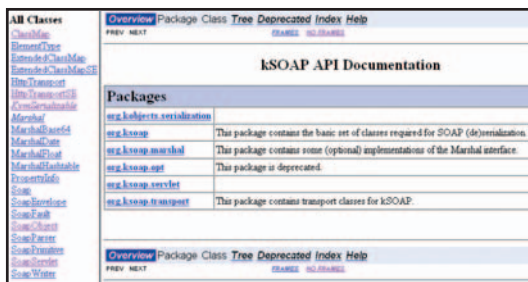 All Classes
ClassMap
ElementType
ExtendedClassMap
ExtendedClassMapSE
HttpTransport
HttpTransportSE
KvmSerializable
Marshal
MarshalBase64
MarshalDate
MarshalFloat
MarshalHashtable
PropertyInfo
Soap
SoapEnvelope
SoapFault
SoapObject
SoapParser
SoapPrimitive
SoapServlet
SoapWriter
Overview Package Class Tree Deprecated Index Help
PREV NEXT FRAMES NO FRAMES
kSOAP API Documentation
Packages
org.kobjects.serialization
org.ksoap This package contains the basic set of classes required for SOAP (de)serialization.
org.ksoap.marshal This package contains some (optional) implementations of the Marshal interface.
org.ksoap.opt This package is deprecated.
org.ksoap.servlet
org.ksoap.transport This package contains transport classes for kSOAP.
Overview Package Class Tree Deprecated Index Help
PREV NEXT FRAMES NO FRAMES